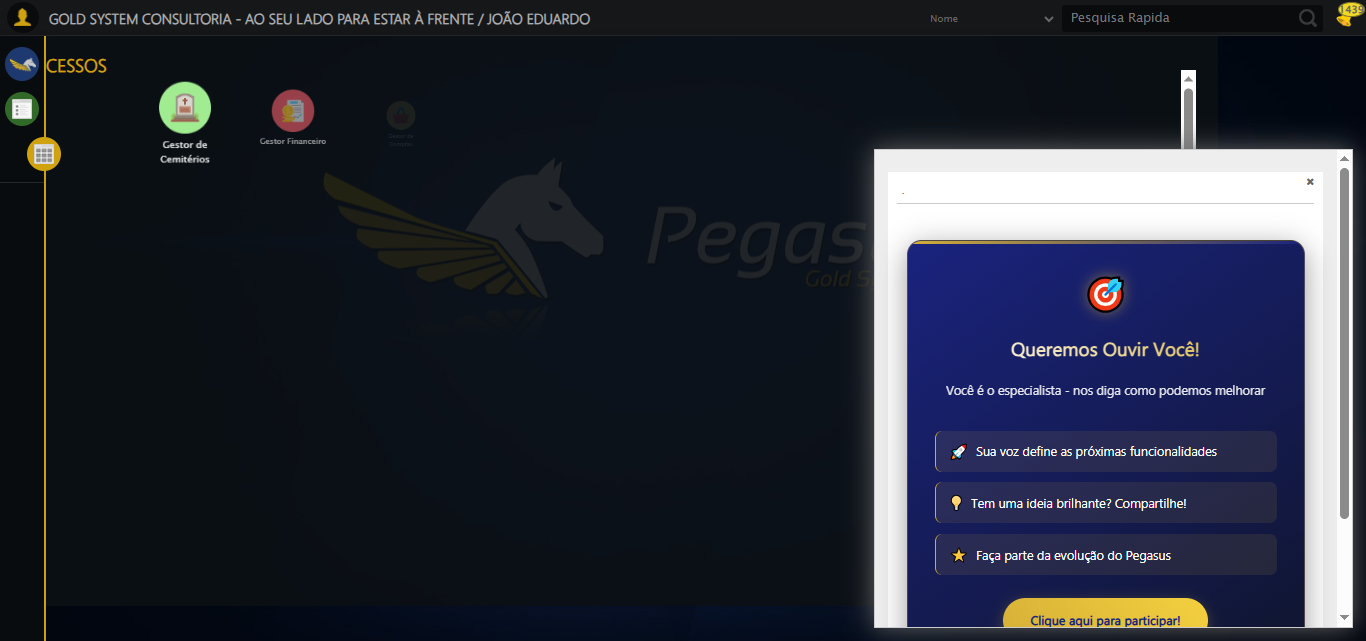 GOLD SYSTEM CONSULTORIA - AO SEU LADO PARA ESTAR À FRENTE / JOÃO EDUARDO
Nome
Pesquisa Rapida
1439
CESSOS
Gestor de
Cemitérios
Gestor Financeiro
Pegas
Gold S
.
Queremos Ouvir Você!
Você é o especialista - nos diga como podemos melhorar
Sua voz define as próximas funcionalidades
Tem uma ideia brilhante? Compartilhe!
Faça parte da evolução do Pegasus
Clique aqui para participar!